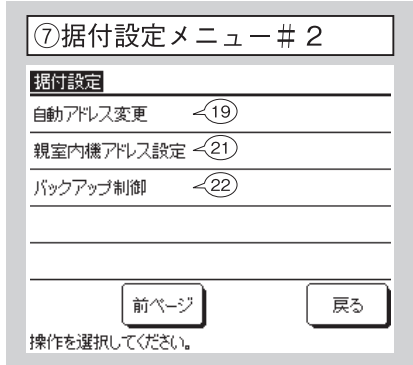 ⑦据付設定メニュー＃２
据付設定
自動アドレス変更 ⑲
親室内機アドレス設定 ㉑
バックアップ制御 ㉒
前ページ 戻る
操作を選択してください。